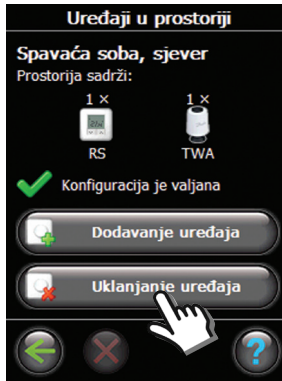 Uređaji u prostoriji
Spavaća soba, sjever
Prostorija sadrži:
1 × 1 ×
RS TWA
Konfiguracija je valjana
Dodavanje uređaja
Uklanjanje uređaja
?